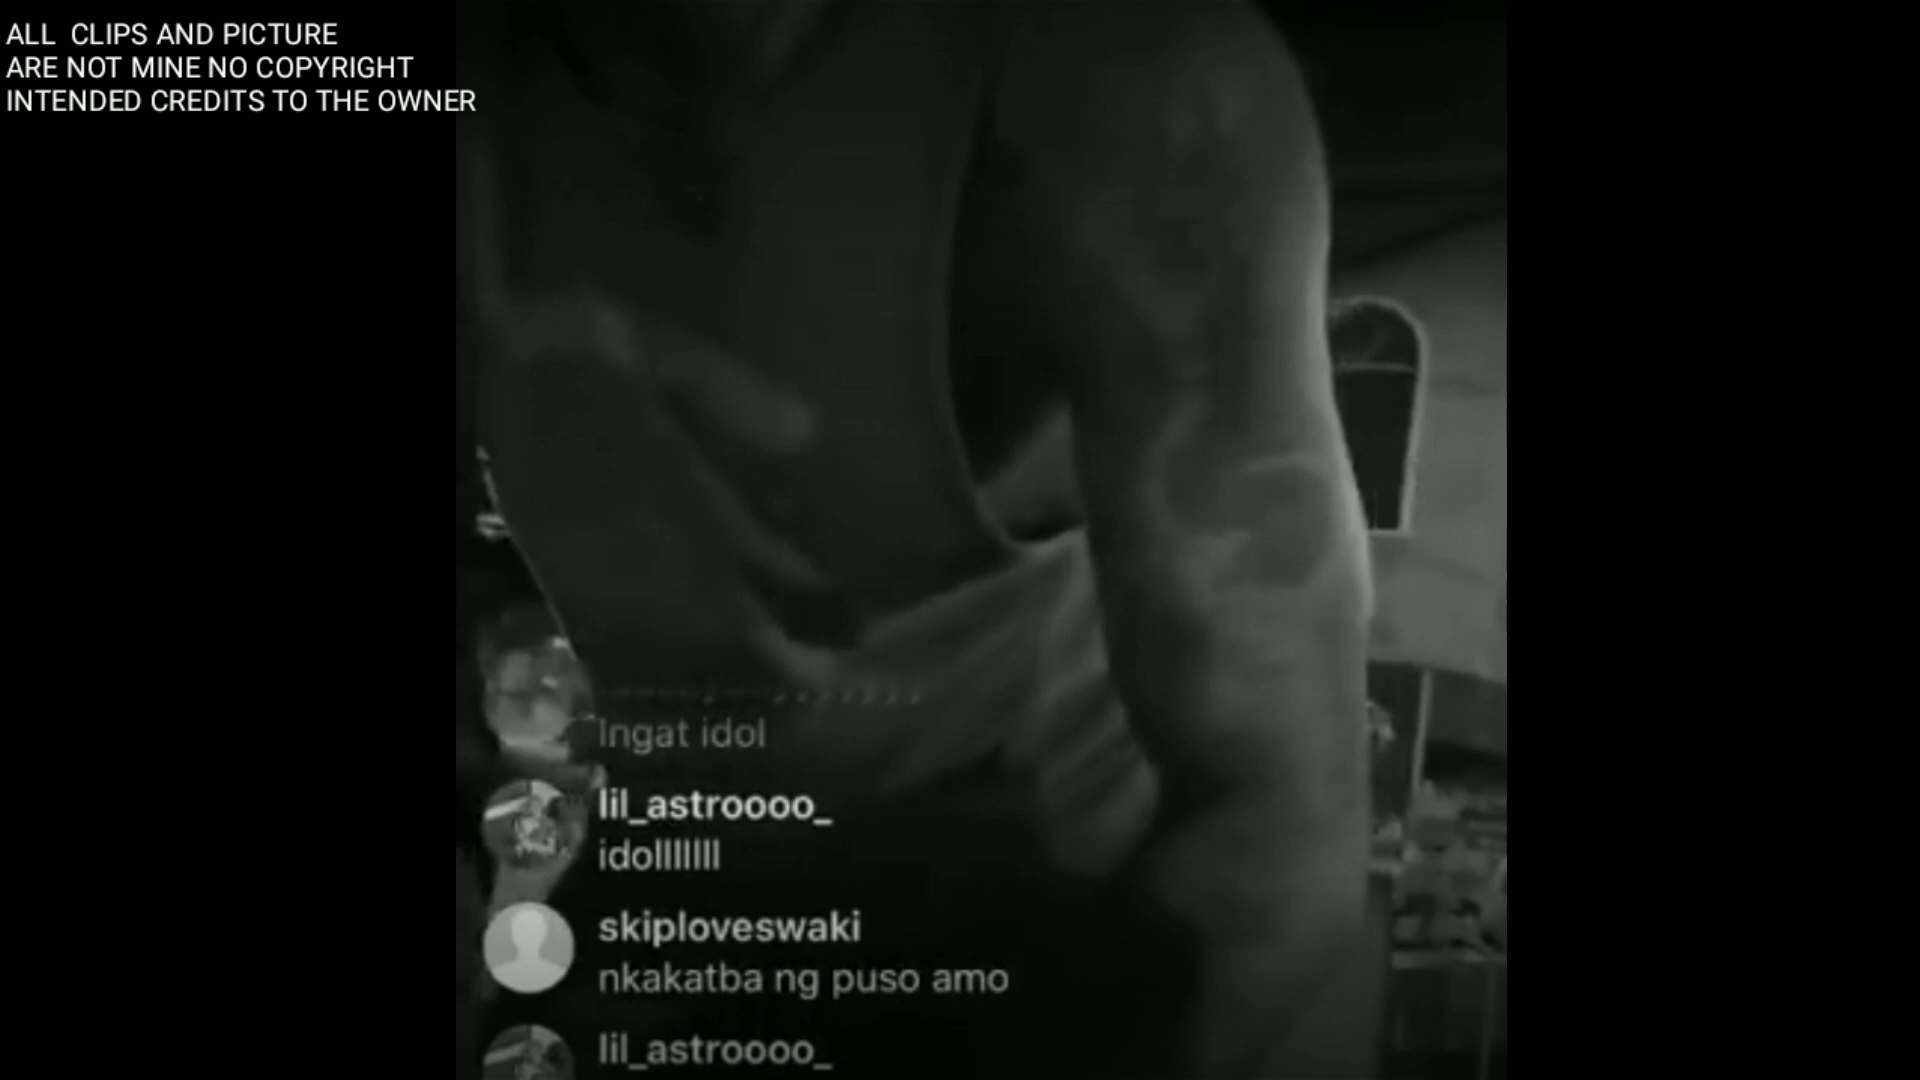 ALL CLIPS AND PICTURE
ARE NOT MINE NO COPYRIGHT
INTENDED CREDITS TO THE OWNER
Ingat idol
lil_astroooo_
idolllllll
skiploveswaki
nkakatba ng puso amo
lil_astroooo_